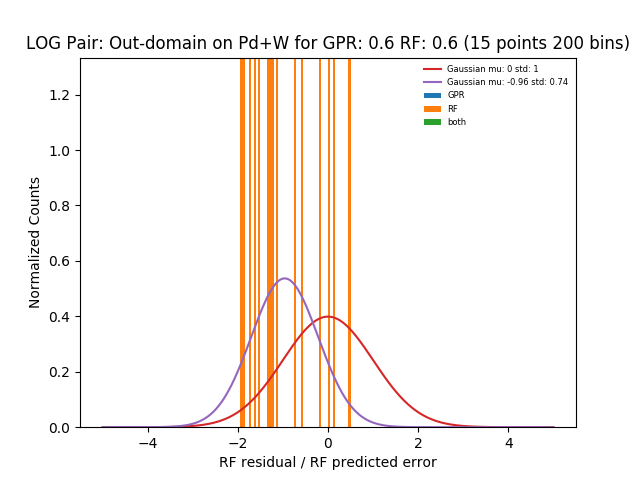 LOG Pair: Out-domain on Pd+W for GPR: 0.6 RF: 0.6 (15 points 200 bins)
Gaussian mu: 0 std: 1
Gaussian mu: -0.96 std: 0.74
GPR
RF
both
1.2
1.0
0.8
0.6
0.4
0.2
0.0
Normalized Counts
−4 −2 0 2 4
RF residual / RF predicted error